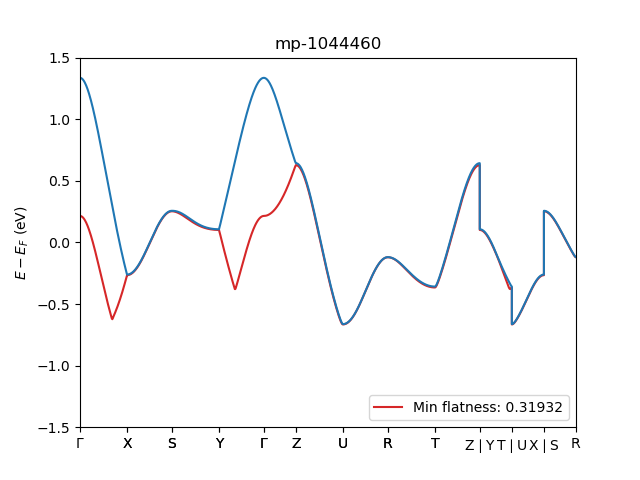 mp-1044460
E − E_F (eV)
1.5
1.0
0.5
0.0
−0.5
−1.0
−1.5
Min flatness: 0.31932
Γ X S Y Γ Z U R T Z | Y T | U X | S R